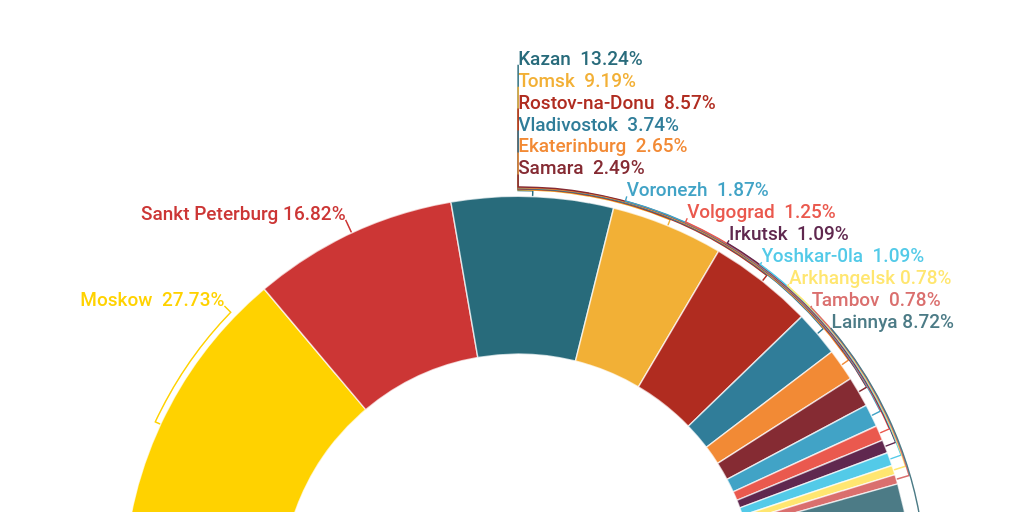 Kazan 13.24%
Tomsk 9.19%
Rostov-na-Donu 8.57%
Vladivostok 3.74%
Ekaterinburg 2.65%
Samara 2.49%
Voronezh 1.87%
Sankt Peterburg 16.82%
Volgograd 1.25%
Irkutsk 1.09%
Yoshkar-0la 1.09%
Arkhangelsk 0.78%
Moskow 27.73%
Tambov 0.78%
Lainnya 8.72%